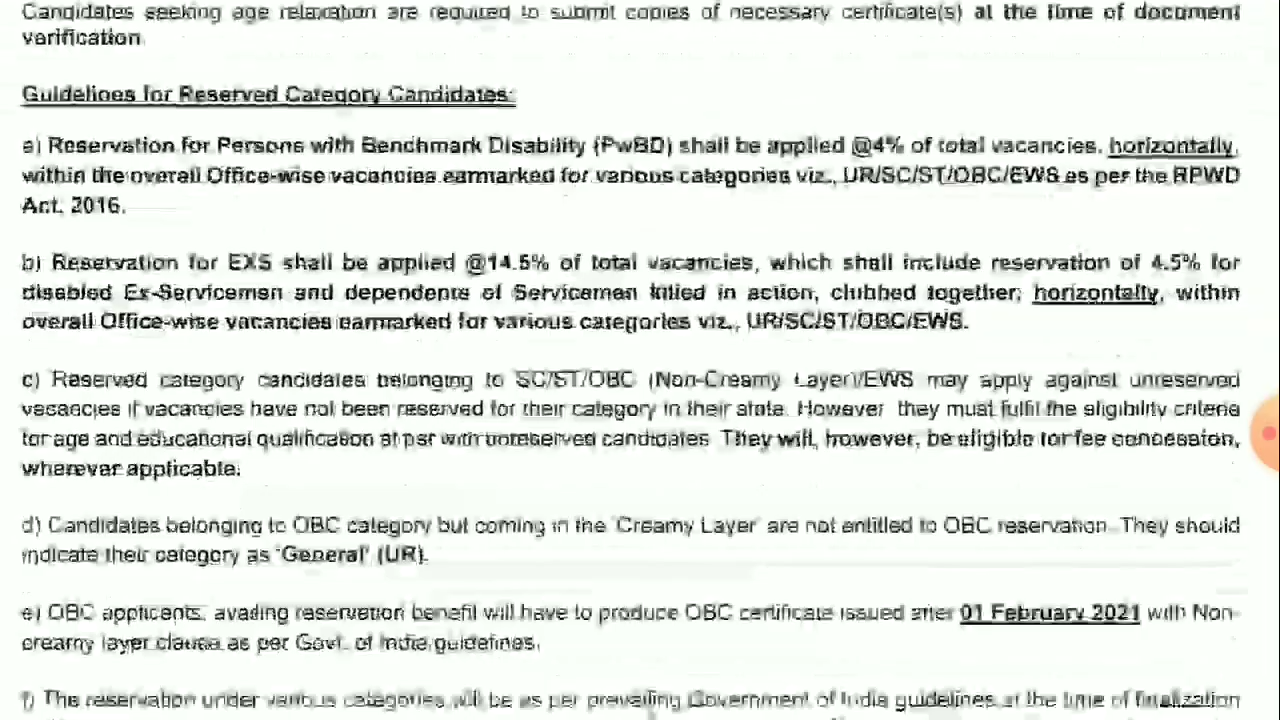 Candidates seeking age relaxation are required to submit copies of necessary certificate(s) at the time of document
verification
Guidelines for Reserved Category Candidates:
a) Reservation for Persons with Benchmark Disability (PwBD) shall be applied @4% of total vacancies, horizontally,
within the overall Office-wise vacancies earmarked for various categories viz., UR/SC/ST/OBC/EWS as per the RPWD
Act, 2016.
b) Reservation for EXS shall be applied @14.5% of total vacancies, which shall include reservation of 4.5% for
disabled Ex-Serviceman and dependents of Serviceman killed in action, clubbed together, horizontally, within
overall Office-wise vacancies earmarked for various categories viz., UR/SC/ST/OBC/EWS.
c) Reserved category candidates belonging to SC/ST/OBC (Non-Creamy Layer)/EWS may apply against unreserved
vacancies if vacancies have not been reserved for their category in their state. However they must fulfil the eligibility criteria
for age and educational qualification at par with unreserved candidates. They will, however, be eligible for fee concession,
wherever applicable.
d) Candidates belonging to OBC category but coming in the 'Creamy Layer' are not entitled to OBC reservation. They should
indicate their category as 'General' (UR).
e) OBC applicants, availing reservation benefit will have to produce OBC certificate issued after 01 February 2021 with Non-
creamy layer clause as per Govt. of India guidelines.
f) The reservation under various categories will be as per prevailing Government of India guidelines at the time of finalization